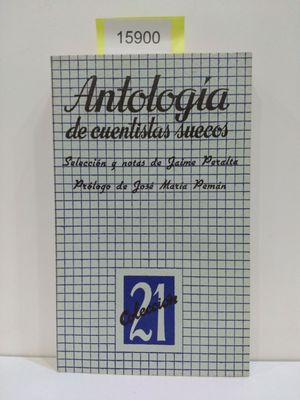 15900
Antología
de cuentistas suecos
Selección y notas de Jaime Peralta
Prólogo de José María Pemán
21
Colección